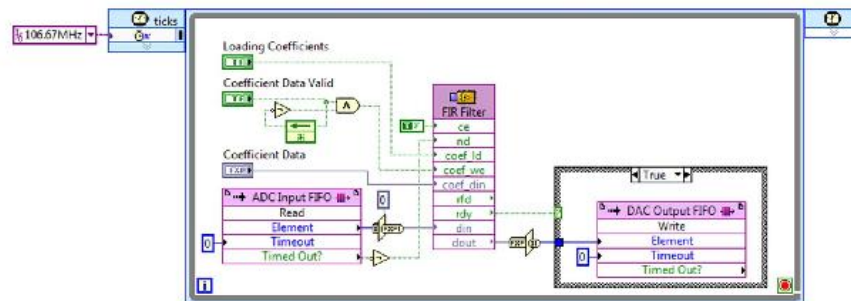 ticks
106.67MHz
Loading Coefficients
Coefficient Data Valid
FIR Filter
ce
nd
coef_ld
coef_we
coef_din
rfd
rdy
din
dout
Coefficient Data
ADC Input FIFO
Read
Element
Timeout
Timed Out?
0
0
True
DAC Output FIFO
Write
Element
Timeout
Timed Out?
0
i